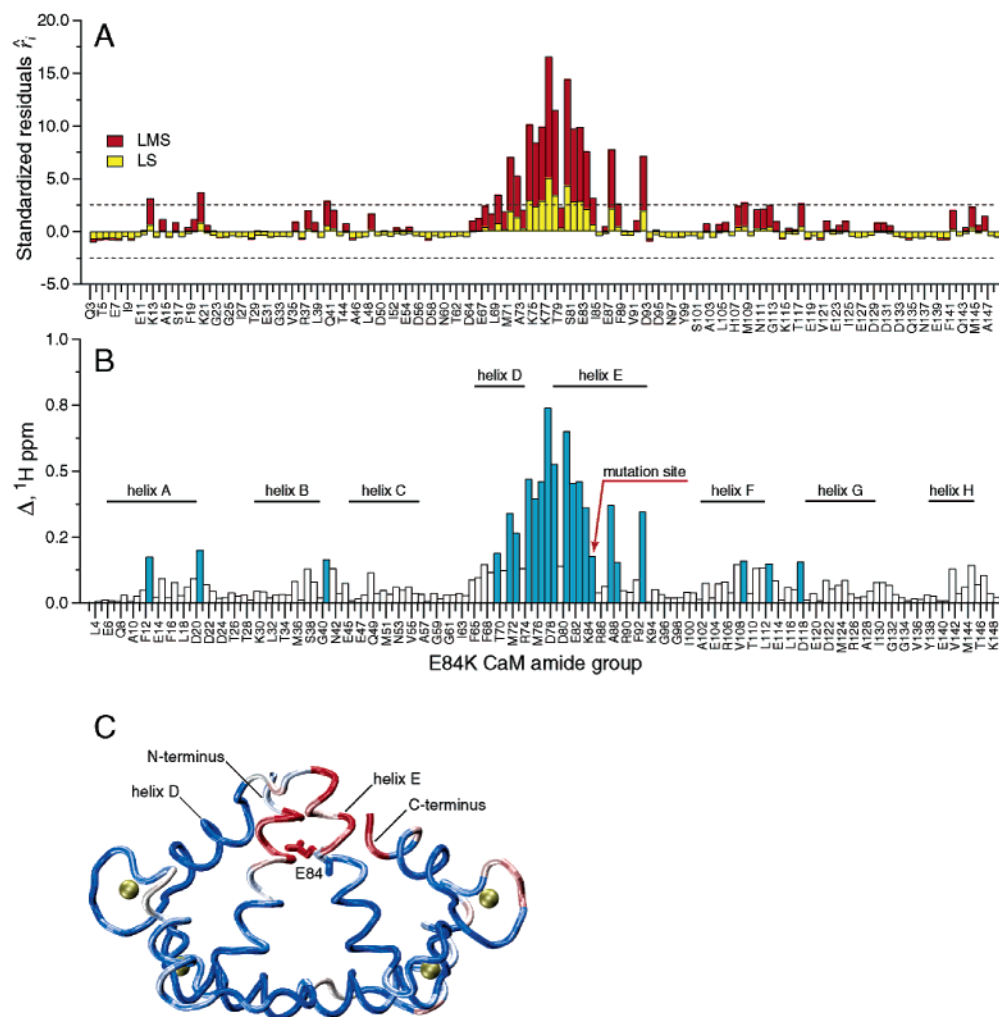 A
Standardized residuals r̂i
20.0
15.0
10.0
5.0
0.0
-5.0
LMS
LS
Q3 T5 E7 I9 E11 K13 A15 S17 F19 K21 G23 G25 I27 T29 E31 G33 V35 R37 L39 Q41 T44 A46 L48 D50 I52 E54 D56 D58 N60 T62 D64 E67 L69 M71 A73 K75 K77 T79 S81 E83 I85 E87 F89 V91 D93 D95 N97 Y99 S101 A103 L105 H107 M109 N111 G113 K115 T117 E119 V121 E123 I125 E127 D129 D131 D133 Q135 N137 E139 F141 Q143 M145 A147
B
Δ, ¹H ppm
1.0
0.8
0.5
0.2
0.0
helix D
helix E
mutation site
helix A
helix B
helix C
helix F
helix G
helix H
L4 E6 Q8 A10 F12 E14 F16 L18 D20 D22 D24 T26 T28 K30 L32 T34 M36 S38 G40 N42 E45 E47 Q49 M51 N53 V55 A57 G59 G61 I63 F65 F68 T70 M72 R74 M76 D78 D80 E82 K84 R86 A88 R90 F92 K94 G96 G98 I100 A102 E104 R106 V108 T110 L112 E114 L116 D118 E120 D122 M124 R126 A128 I130 G132 G134 V136 Y138 E140 V142 M144 T146 K148
E84K CaM amide group
C
N-terminus
helix D
helix E
C-terminus
E84